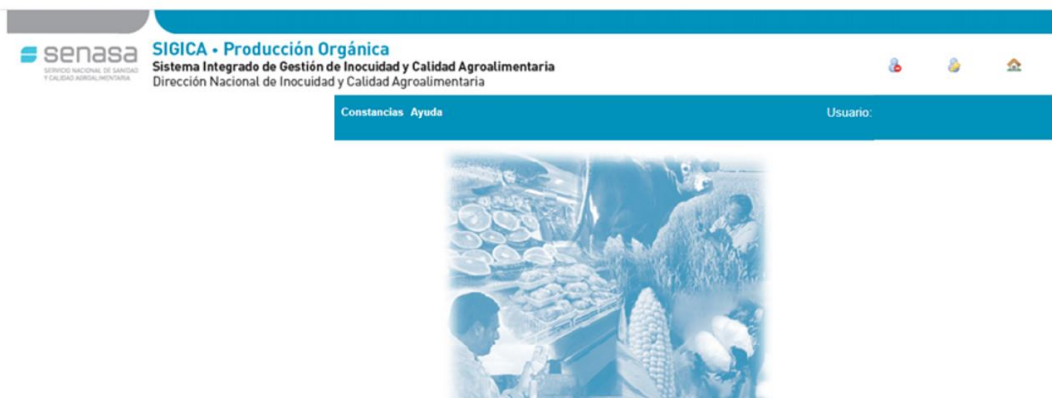 senasa
SERVICIO NACIONAL DE SANIDAD
Y CALIDAD AGROALIMENTARIA
SIGICA - Producción Orgánica
Sistema Integrado de Gestión de Inocuidad y Calidad Agroalimentaria
Dirección Nacional de Inocuidad y Calidad Agroalimentaria
Constancias Ayuda Usuario: